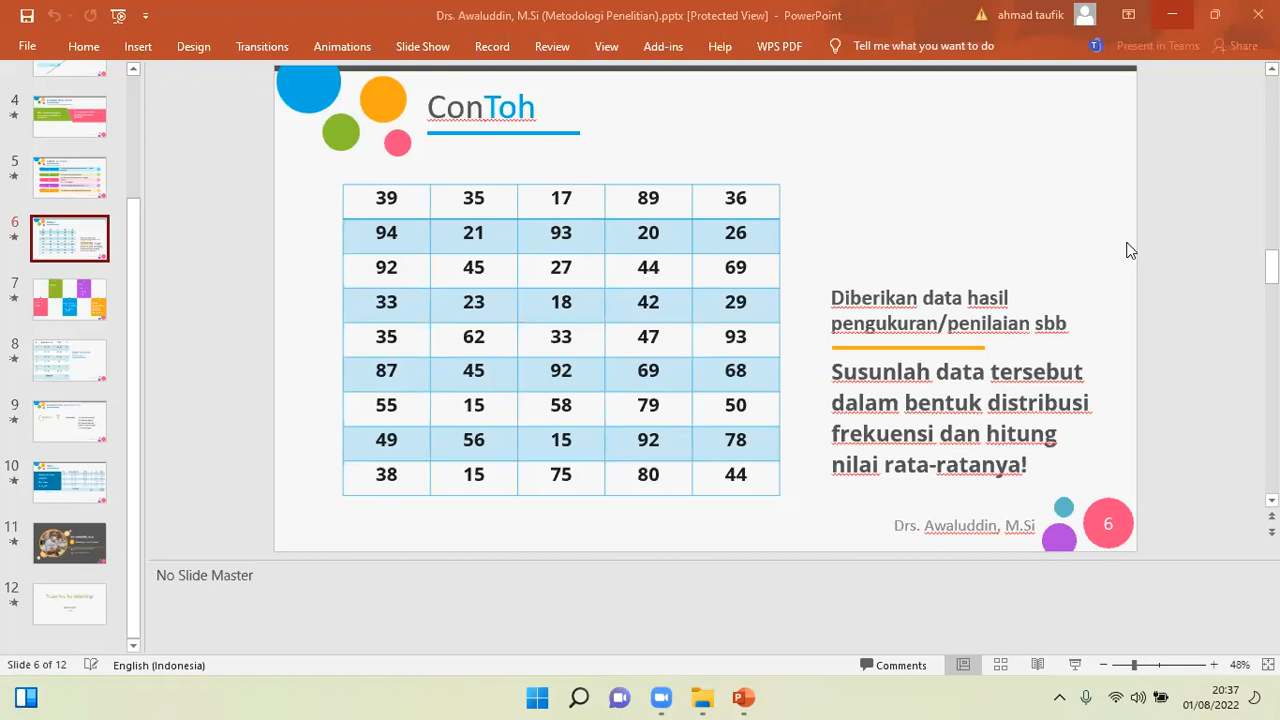 Drs. Awaluddin, M.Si (Metodologi Penelitian).pptx [Protected View] - PowerPoint
ahmad taufik
File Home Insert Design Transitions Animations Slide Show Record Review View Add-ins Help WPS PDF Tell me what you want to do Present in Teams Share
4
5
6
7
8
9
10
11
12
ConToh
39 35 17 89 36
94 21 93 20 26
92 45 27 44 69
33 23 18 42 29
35 62 33 47 93
87 45 92 69 68
55 15 58 79 50
49 56 15 92 78
38 15 75 80 44
Diberikan data hasil
pengukuran/penilaian sbb
Susunlah data tersebut
dalam bentuk distribusi
frekuensi dan hitung
nilai rata-ratanya!
Drs. Awaluddin, M.Si
6
No Slide Master
Slide 6 of 12 English (Indonesia) Comments 48%
20:37
01/08/2022